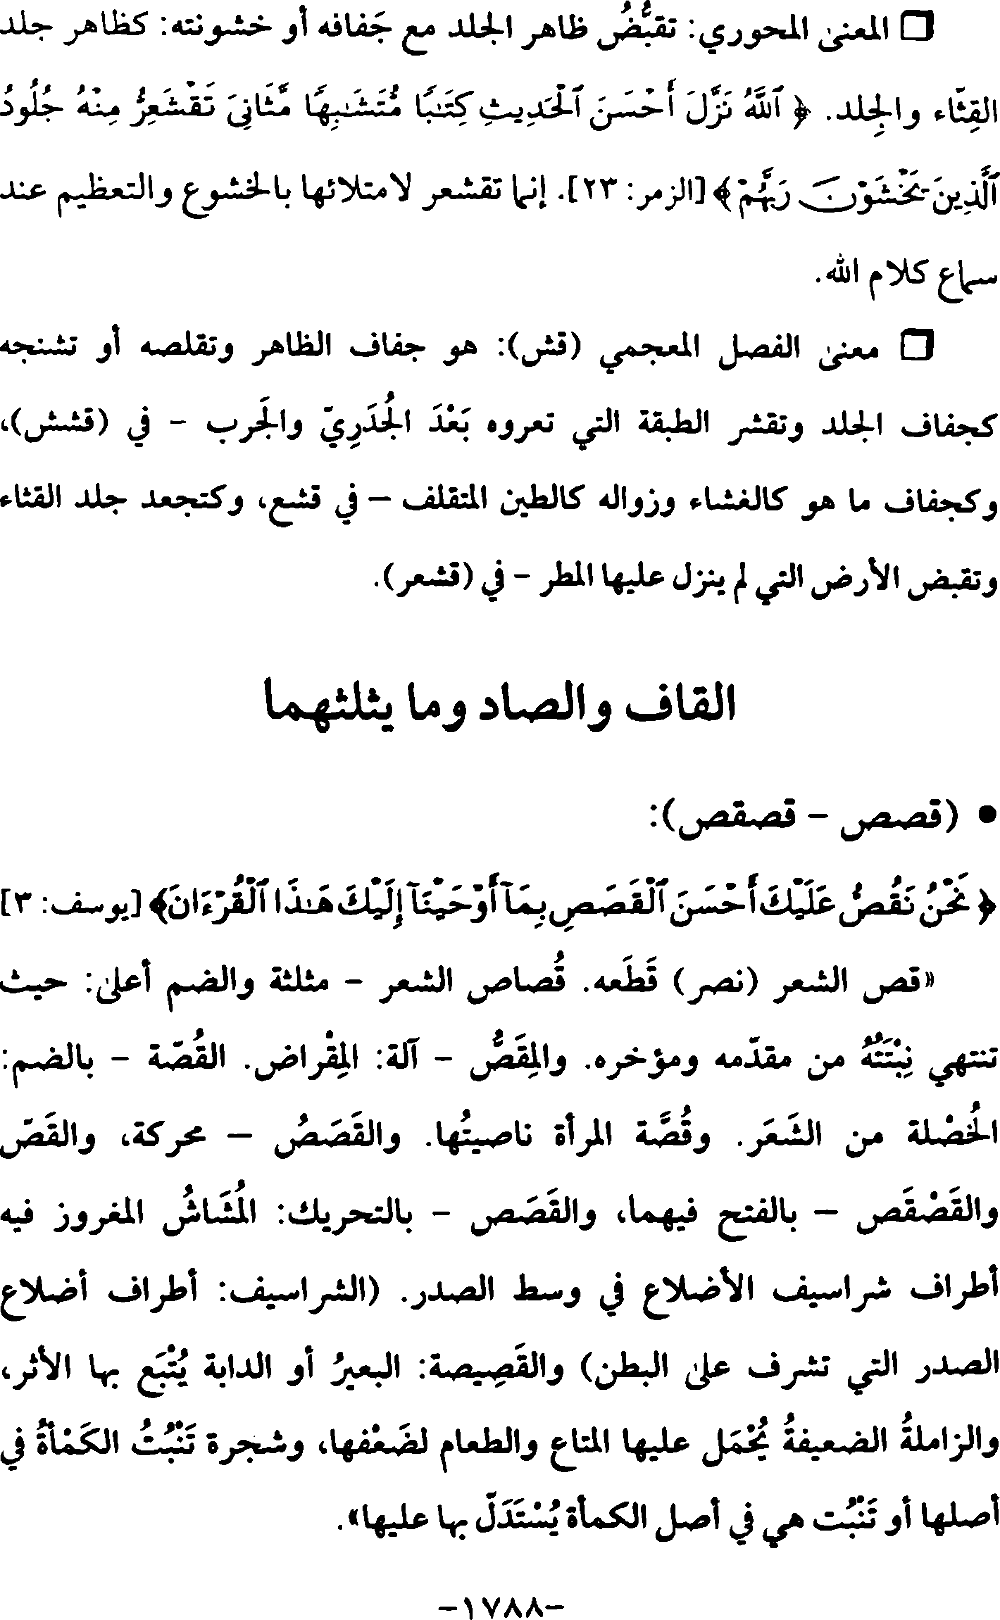 ❏ المعنى المحوري: تقبُّضُ ظاهر الجلد مع جَفافه أو خشونته: كظاهر جلد
القِثّاء والجِلد. ﴿ ٱللَّهُ نَزَّلَ أَحْسَنَ ٱلْحَدِيثِ كِتَٰبًا مُّتَشَٰبِهًا مَّثَانِىَ تَقْشَعِرُّ مِنْهُ جُلُودُ
ٱلَّذِينَ يَخْشَوْنَ رَبَّهُمْ ﴾ [الزمر: ٢٣]. إنما تقشعر لامتلائها بالخشوع والتعظيم عند
سماع كلام الله.
❏ معنى الفصل المعجمي (قش): هو جفاف الظاهر وتقلصه أو تشنجه
كجفاف الجلد وتقشر الطبقة التي تعروه بَعْدَ الجُدَرِيّ والجَرب - في (قشش)،
وكجفاف ما هو كالغشاء وزواله كالطين المتقلف – في قشع، وكتجعد جلد القثاء
وتقبض الأرض التي لم ينزل عليها المطر - في (قشعر).
القاف والصاد وما يثلثهما
• (قصص – قصقص):
﴿ نَحْنُ نَقُصُّ عَلَيْكَ أَحْسَنَ ٱلْقَصَصِ بِمَآ أَوْحَيْنَآ إِلَيْكَ هَٰذَا ٱلْقُرْءَانَ﴾ [يوسف: ٣]
«قص الشعر (نصر) قَطَعه. قُصاص الشعر - مثلثة والضم أعلى: حيث
تنتهي نِبْتَتُهُ من مقدّمه ومؤخره. والمِقَصُّ - آلة: المِقْراض. القُصّة - بالضم:
الخُصْلة من الشَعَر. وقُصَّة المرأة ناصيتُها. والقَصَصُ – محركة، والقَصّ
والقَصْقَص – بالفتح فيهما، والقَصَص - بالتحريك: المُشَاشُ المغروز فيه
أطراف شراسيف الأضلاع في وسط الصدر. (الشراسيف: أطراف أضلاع
الصدر التي تشرف على البطن) والقَصِيصة: البعيرُ أو الدابة يُتْبَع بها الأثر،
والزاملةُ الضعيفةُ يُحْمَل عليها المتاع والطعام لضَعْفها، وشجرة تَنْبُتُ الكَمْأةُ في
أصلها أو تَنْبُت هي في أصل الكمأة يُسْتَدَلّ بها عليها».
-١٧٨٨-